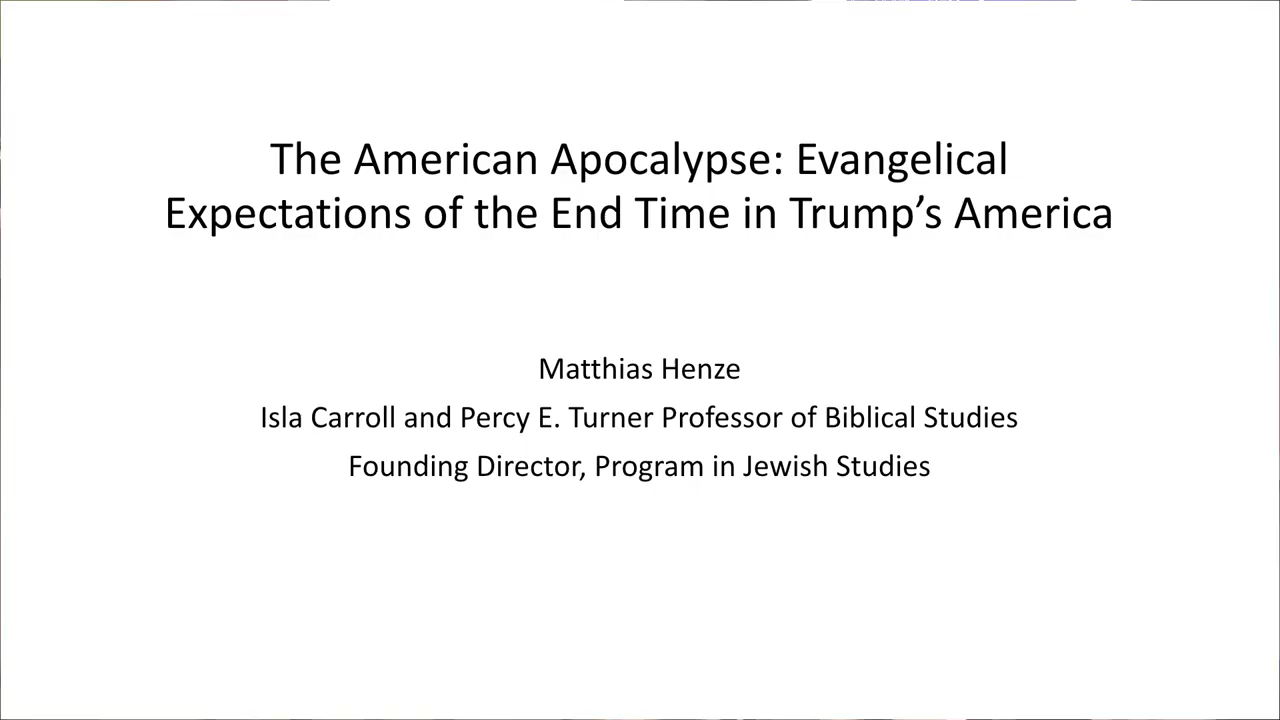 The American Apocalypse: Evangelical
Expectations of the End Time in Trump’s America
Matthias Henze
Isla Carroll and Percy E. Turner Professor of Biblical Studies
Founding Director, Program in Jewish Studies